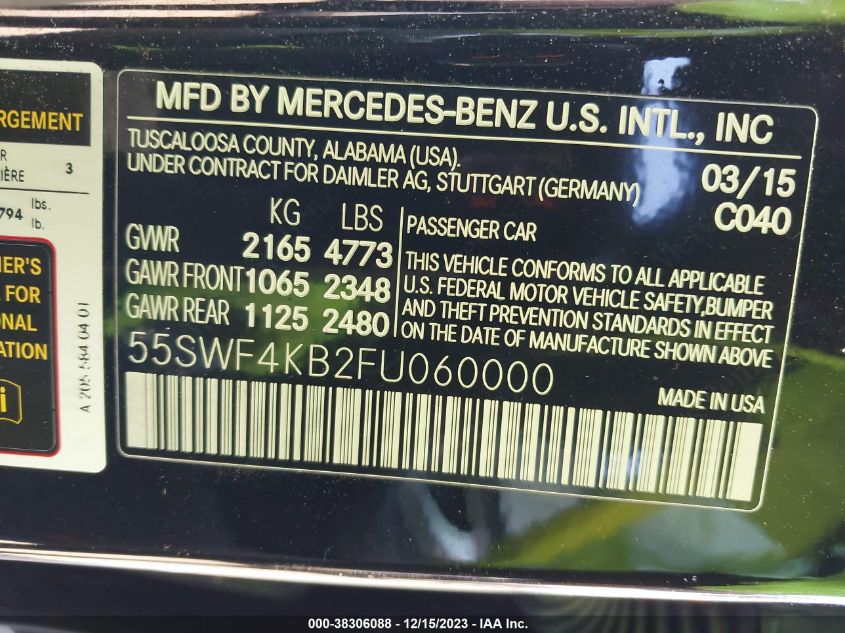 RGEMENT
R
IÈRE 3
794 lbs.
lb.
ER'S
FOR
ONAL
ATION
i
A 205 584 04 01
MFD BY MERCEDES-BENZ U.S. INTL., INC
TUSCALOOSA COUNTY, ALABAMA (USA).
UNDER CONTRACT FOR DAIMLER AG, STUTTGART (GERMANY)
03/15
C040
KG LBS
GVWR 2165 4773
GAWR FRONT 1065 2348
GAWR REAR 1125 2480
PASSENGER CAR
THIS VEHICLE CONFORMS TO ALL APPLICABLE
U.S. FEDERAL MOTOR VEHICLE SAFETY,BUMPER
AND THEFT PREVENTION STANDARDS IN EFFECT
ON THE DATE OF MANUFACTURE SHOWN ABOVE
55SWF4KB2FU060000
MADE IN USA
000-38306088 - 12/15/2023 - IAA Inc.